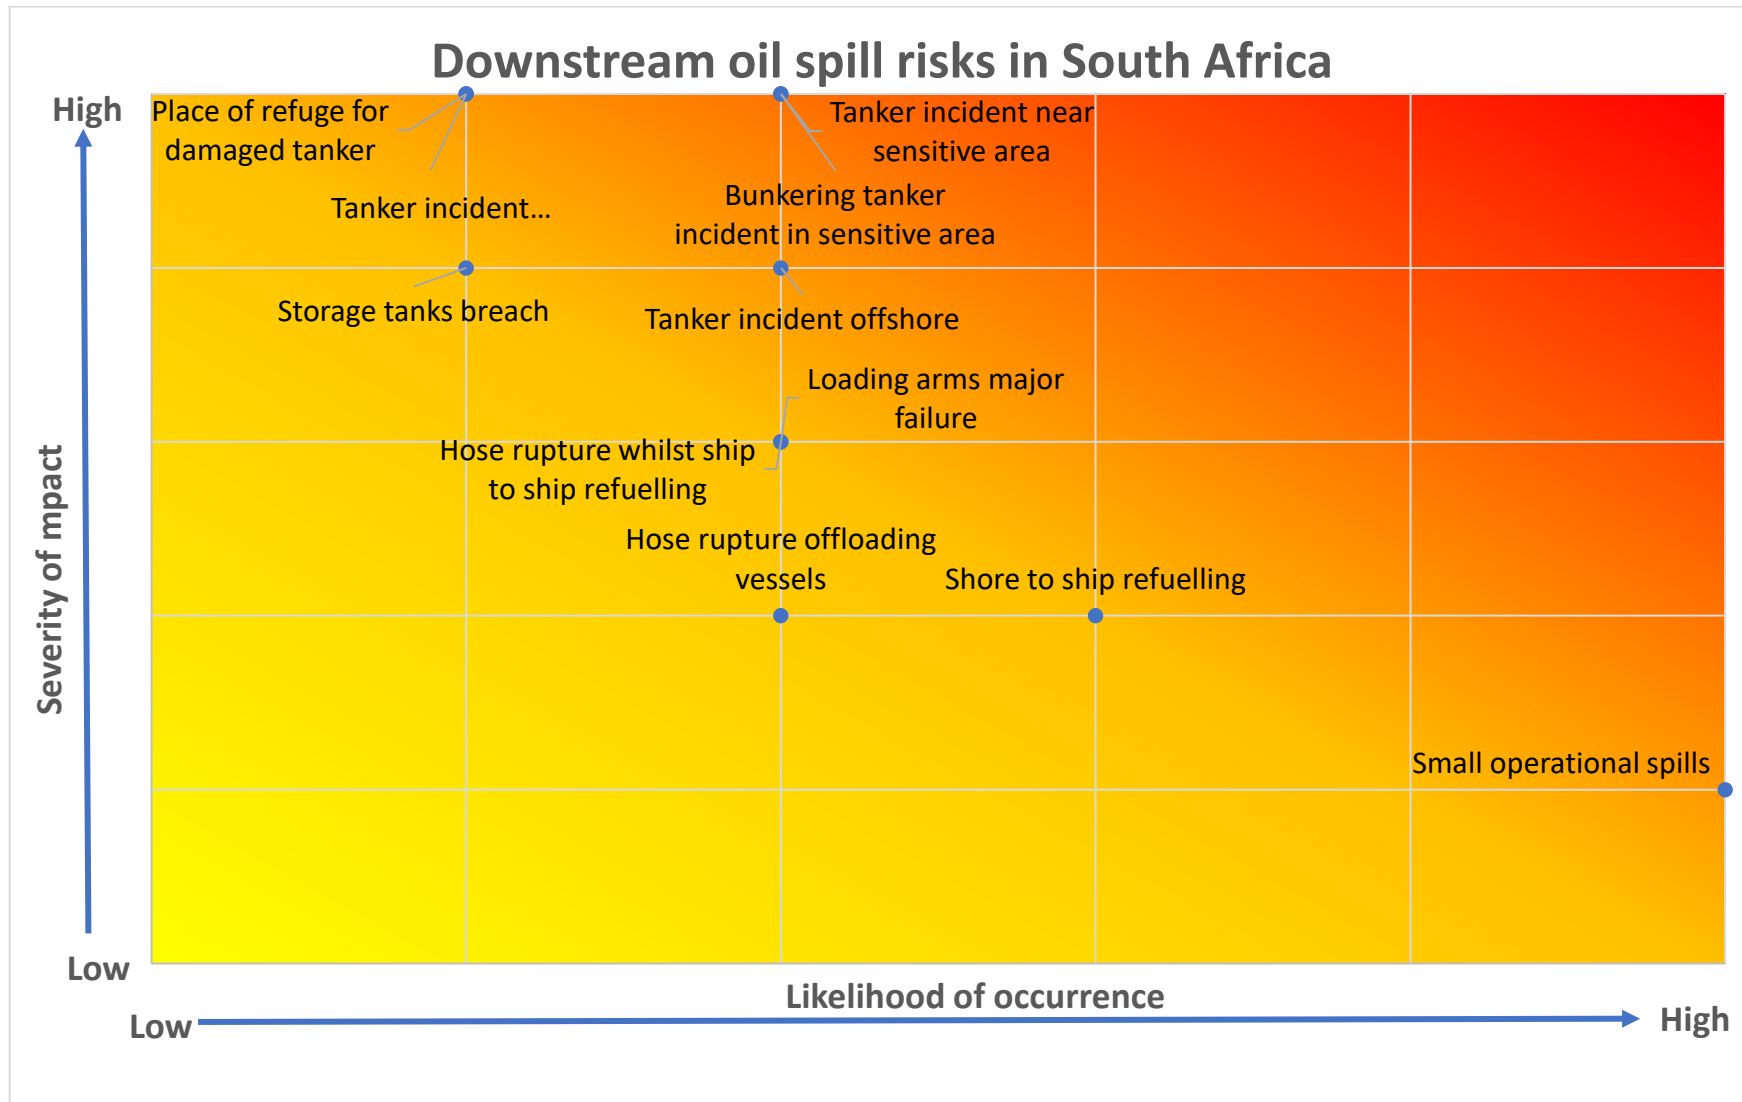 Downstream oil spill risks in South Africa
High
Place of refuge for
damaged tanker
Tanker incident near
sensitive area
Tanker incident...
Bunkering tanker
incident in sensitive area
Storage tanks breach
Tanker incident offshore
Loading arms major
failure
Hose rupture whilst ship
to ship refuelling
Hose rupture offloading
vessels
Shore to ship refuelling
Small operational spills
Severity of mpact
Low
Likelihood of occurrence
Low
High